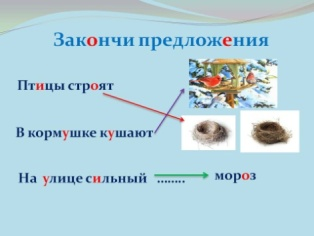 Закончи предложения
Птицы строят
В кормушке кушают
На улице сильный ........ мороз